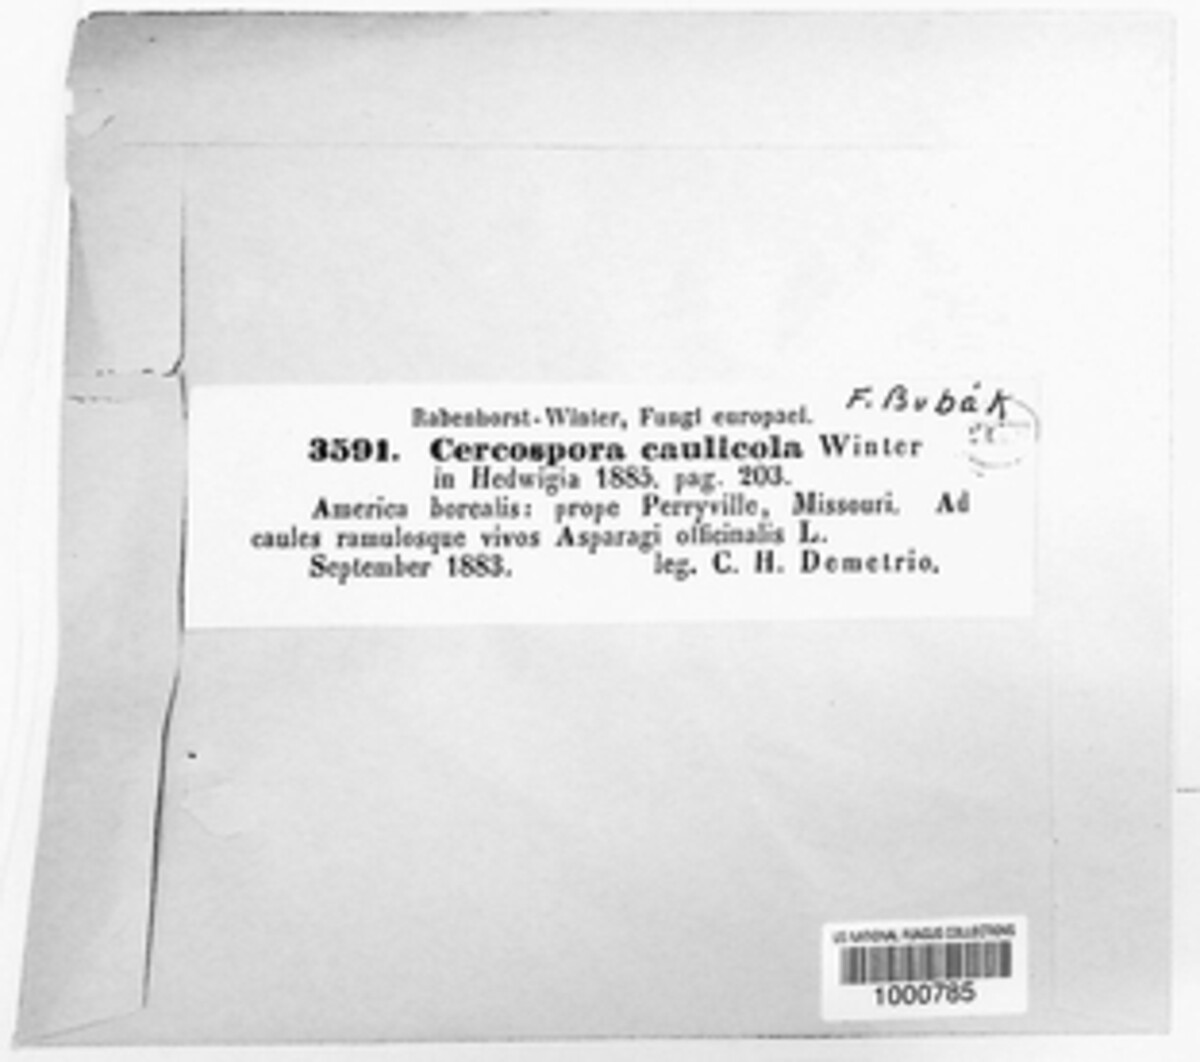 F. Bubák
Rabenhorst-Winter, Fungi europaei.
3591. Cercospora caulicola Winter
in Hedwigia 1885. pag. 203.
America borealis: prope Perryville, Missouri. Ad
caules ramulosque vivos Asparagi officinalis L.
September 1883. leg. C. H. Demetrio.
US NATIONAL FUNGUS COLLECTIONS
1000785